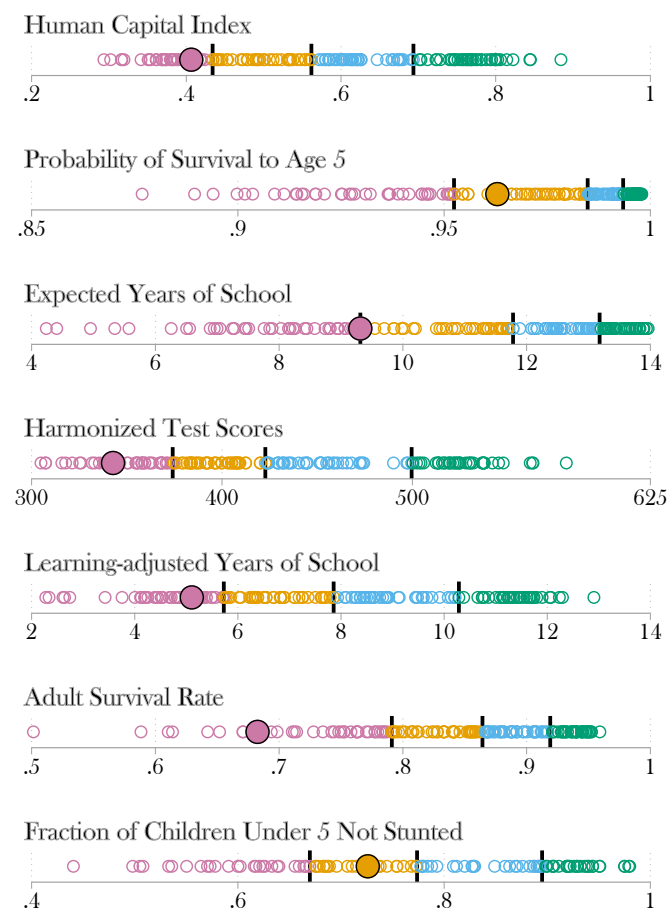 Human Capital Index
.2 .4 .6 .8 1
Probability of Survival to Age 5
.85 .9 .95 1
Expected Years of School
4 6 8 10 12 14
Harmonized Test Scores
300 400 500 625
Learning-adjusted Years of School
2 4 6 8 10 12 14
Adult Survival Rate
.5 .6 .7 .8 .9 1
Fraction of Children Under 5 Not Stunted
.4 .6 .8 1